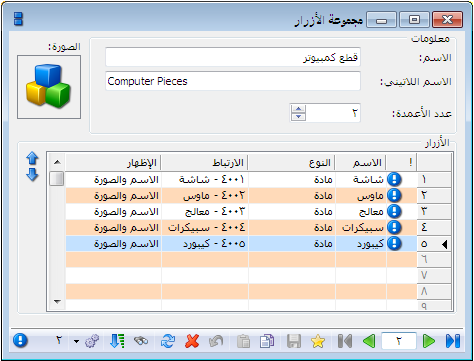 مجموعة الأزرار
معلومات
الصورة:
الاسم: قطع كمبيوتر
الاسم اللاتيني: Computer Pieces
عدد الأعمدة: ٢
الأزرار
! الاسم النوع الارتباط الإظهار
١ شاشة مادة ٤٠٠١ - شاشة الاسم والصورة
٢ ماوس مادة ٤٠٠٢ - ماوس الاسم والصورة
٣ معالج مادة ٤٠٠٣ - معالج الاسم والصورة
٤ سبيكرات مادة ٤٠٠٤ - سبيكرات الاسم والصورة
٥ كيبورد مادة ٤٠٠٥ - كيبورد الاسم والصورة
٦
٧
٨
٩
٢ ٢